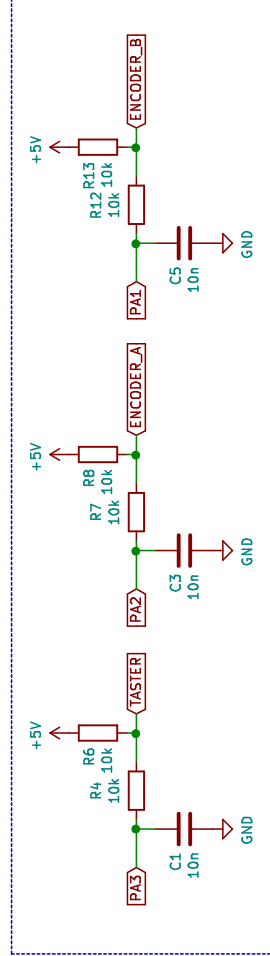 ENCODER_B
+5V
R13
10k
R12
10k
C5
10n
GND
PA1
ENCODER_A
+5V
R8
10k
R7
10k
C3
10n
GND
PA2
TASTER
+5V
R6
10k
R4
10k
C1
10n
GND
PA3